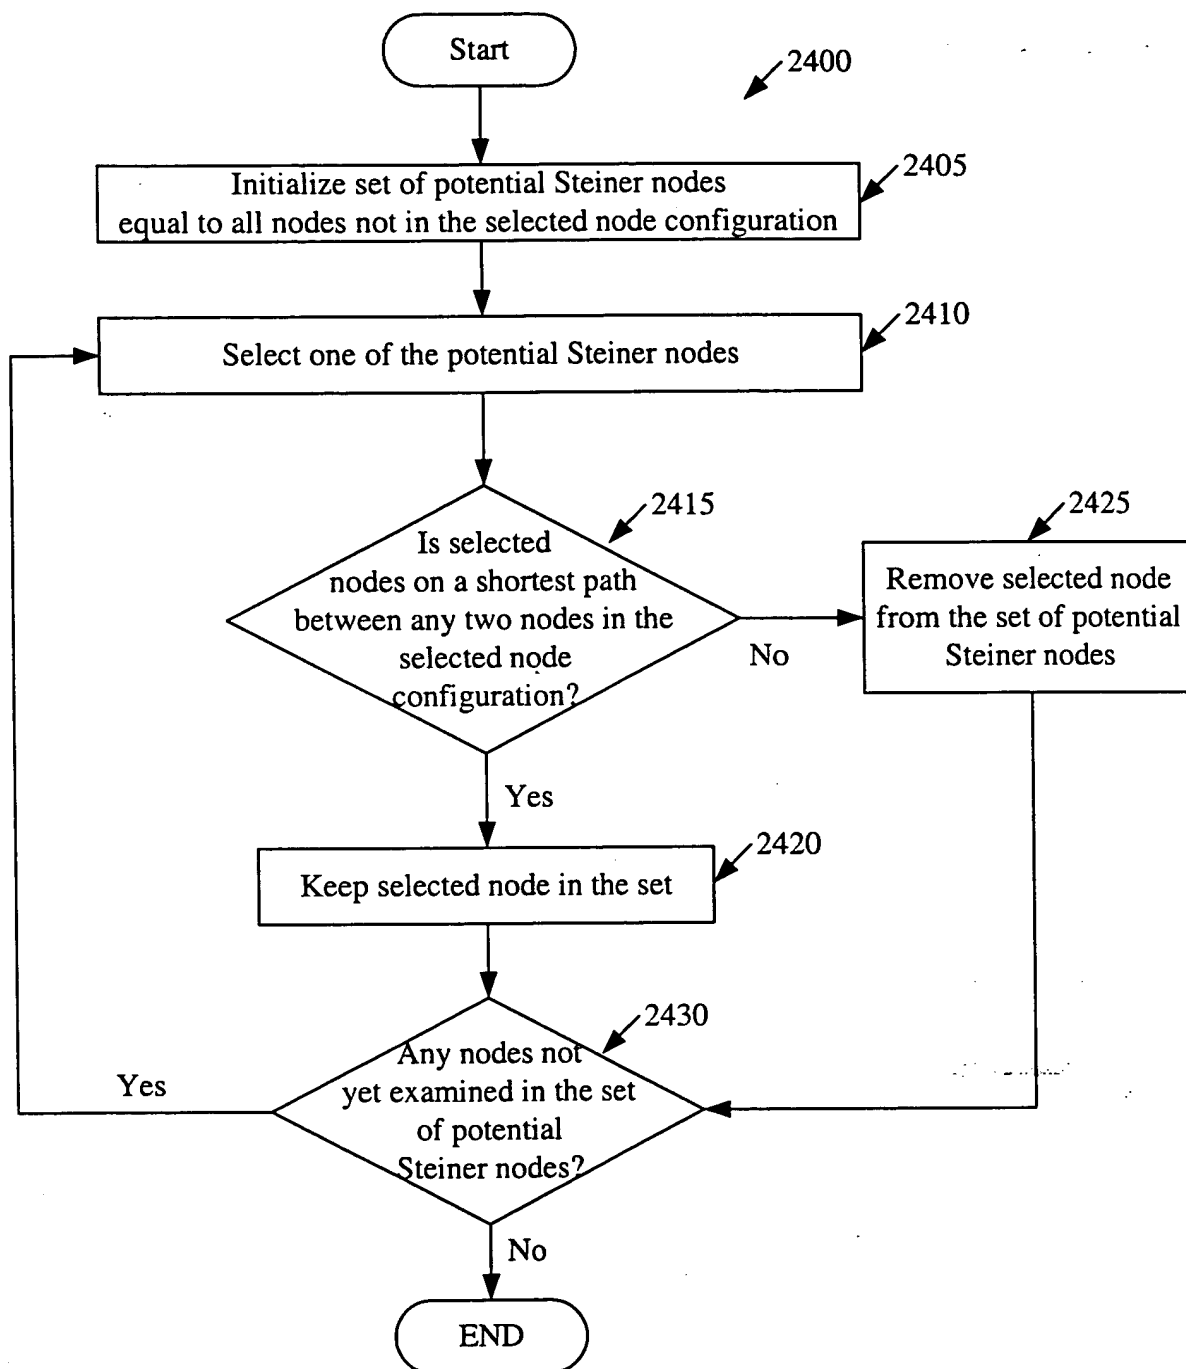 Start
2400
Initialize set of potential Steiner nodes
equal to all nodes not in the selected node configuration
2405
Select one of the potential Steiner nodes
2410
Is selected
nodes on a shortest path
between any two nodes in the
selected node
configuration?
2415
No
2425
Remove selected node
from the set of potential
Steiner nodes
Yes
Keep selected node in the set
2420
Any nodes not
yet examined in the set
of potential
Steiner nodes?
2430
Yes
No
END